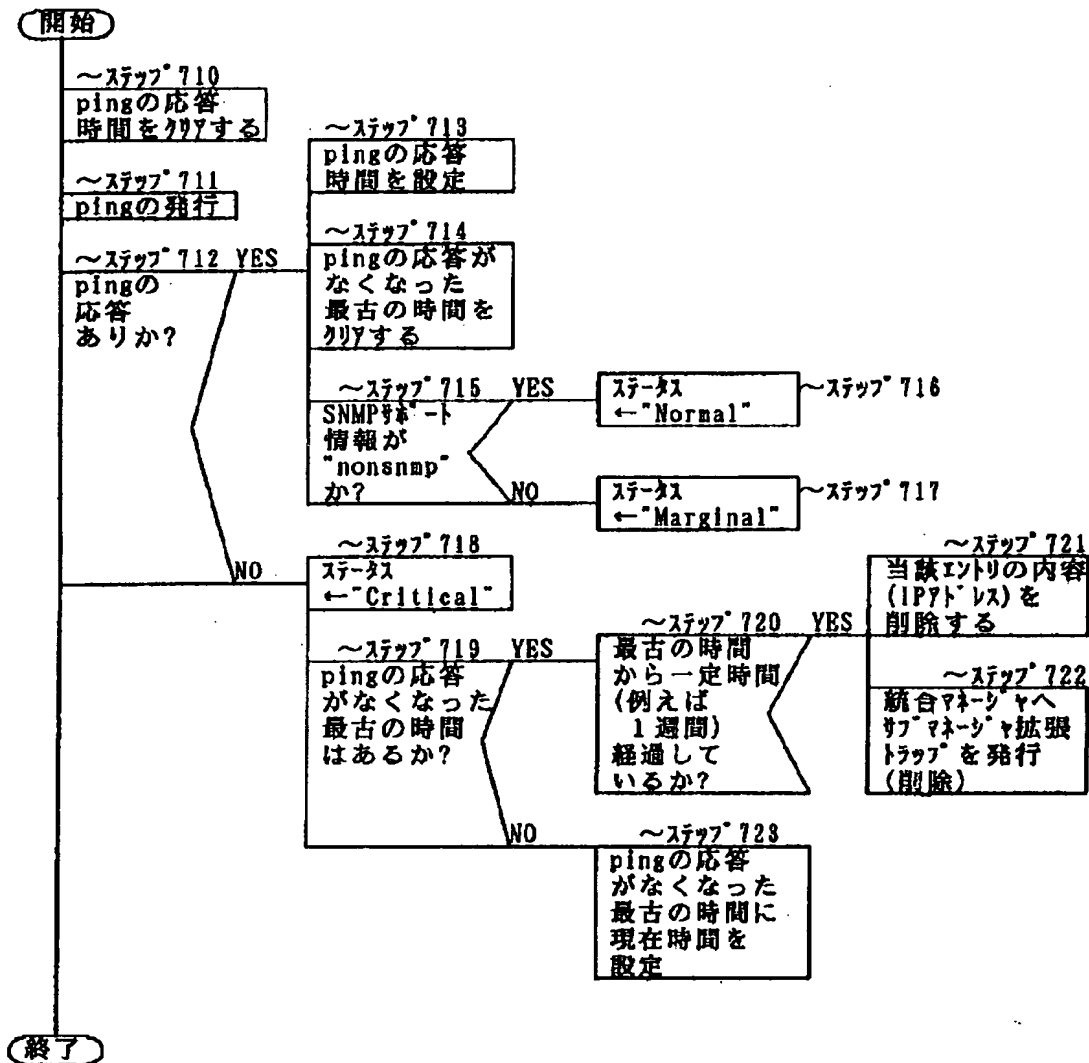 開始
～ステップ710
pingの応答
時間をクリアする
～ステップ711
pingの発行
～ステップ712 YES
pingの
応答
ありか?
～ステップ713
pingの応答
時間を設定
～ステップ714
pingの応答が
なくなった
最古の時間を
クリアする
～ステップ715 YES
SNMPサポート
情報が
"nonsnmp"
か?
NO
ステータス
←"Normal"
～ステップ716
ステータス
←"Marginal"
～ステップ717
NO
～ステップ718
ステータス
←"Critical"
～ステップ719 YES
pingの応答
がなくなった
最古の時間
はあるか?
NO
～ステップ720 YES
最古の時間
から一定時間
(例えば
1週間)
経過して
いるか?
～ステップ721
当該エントリの内容
(IPアドレス)を
削除する
～ステップ722
統合マネージャへ
サブマネージャ拡張
トラップを発行
(削除)
～ステップ723
pingの応答
がなくなった
最古の時間に
現在時間を
設定
終了